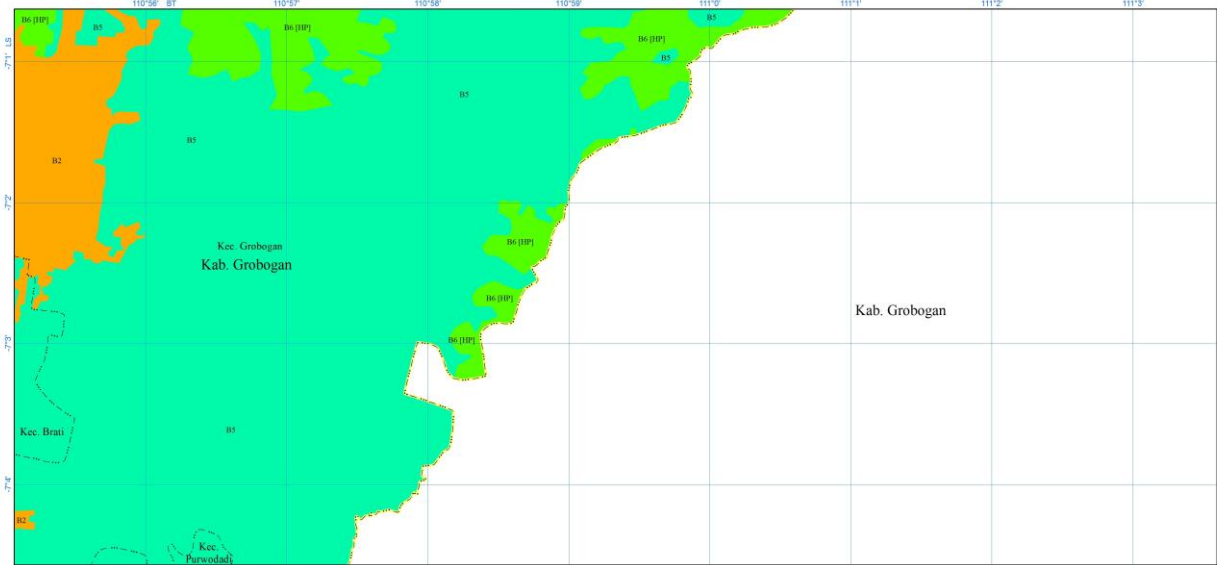 110°56' BT
110°57'
110°58'
110°59'
111°0'
111°1'
111°2'
111°3'
B6 [HP]
B5
B6 [HP]
B5
B6 [HP]
B5
-7°1' LS
B5
B5
B2
-7°2'
B6 [HP]
Kec. Grobogan
Kab. Grobogan
B6 [HP]
Kab. Grobogan
-7°3'
B6 [HP]
B5
Kec. Brati
-7°4'
B2
Kec.
Purwodadi